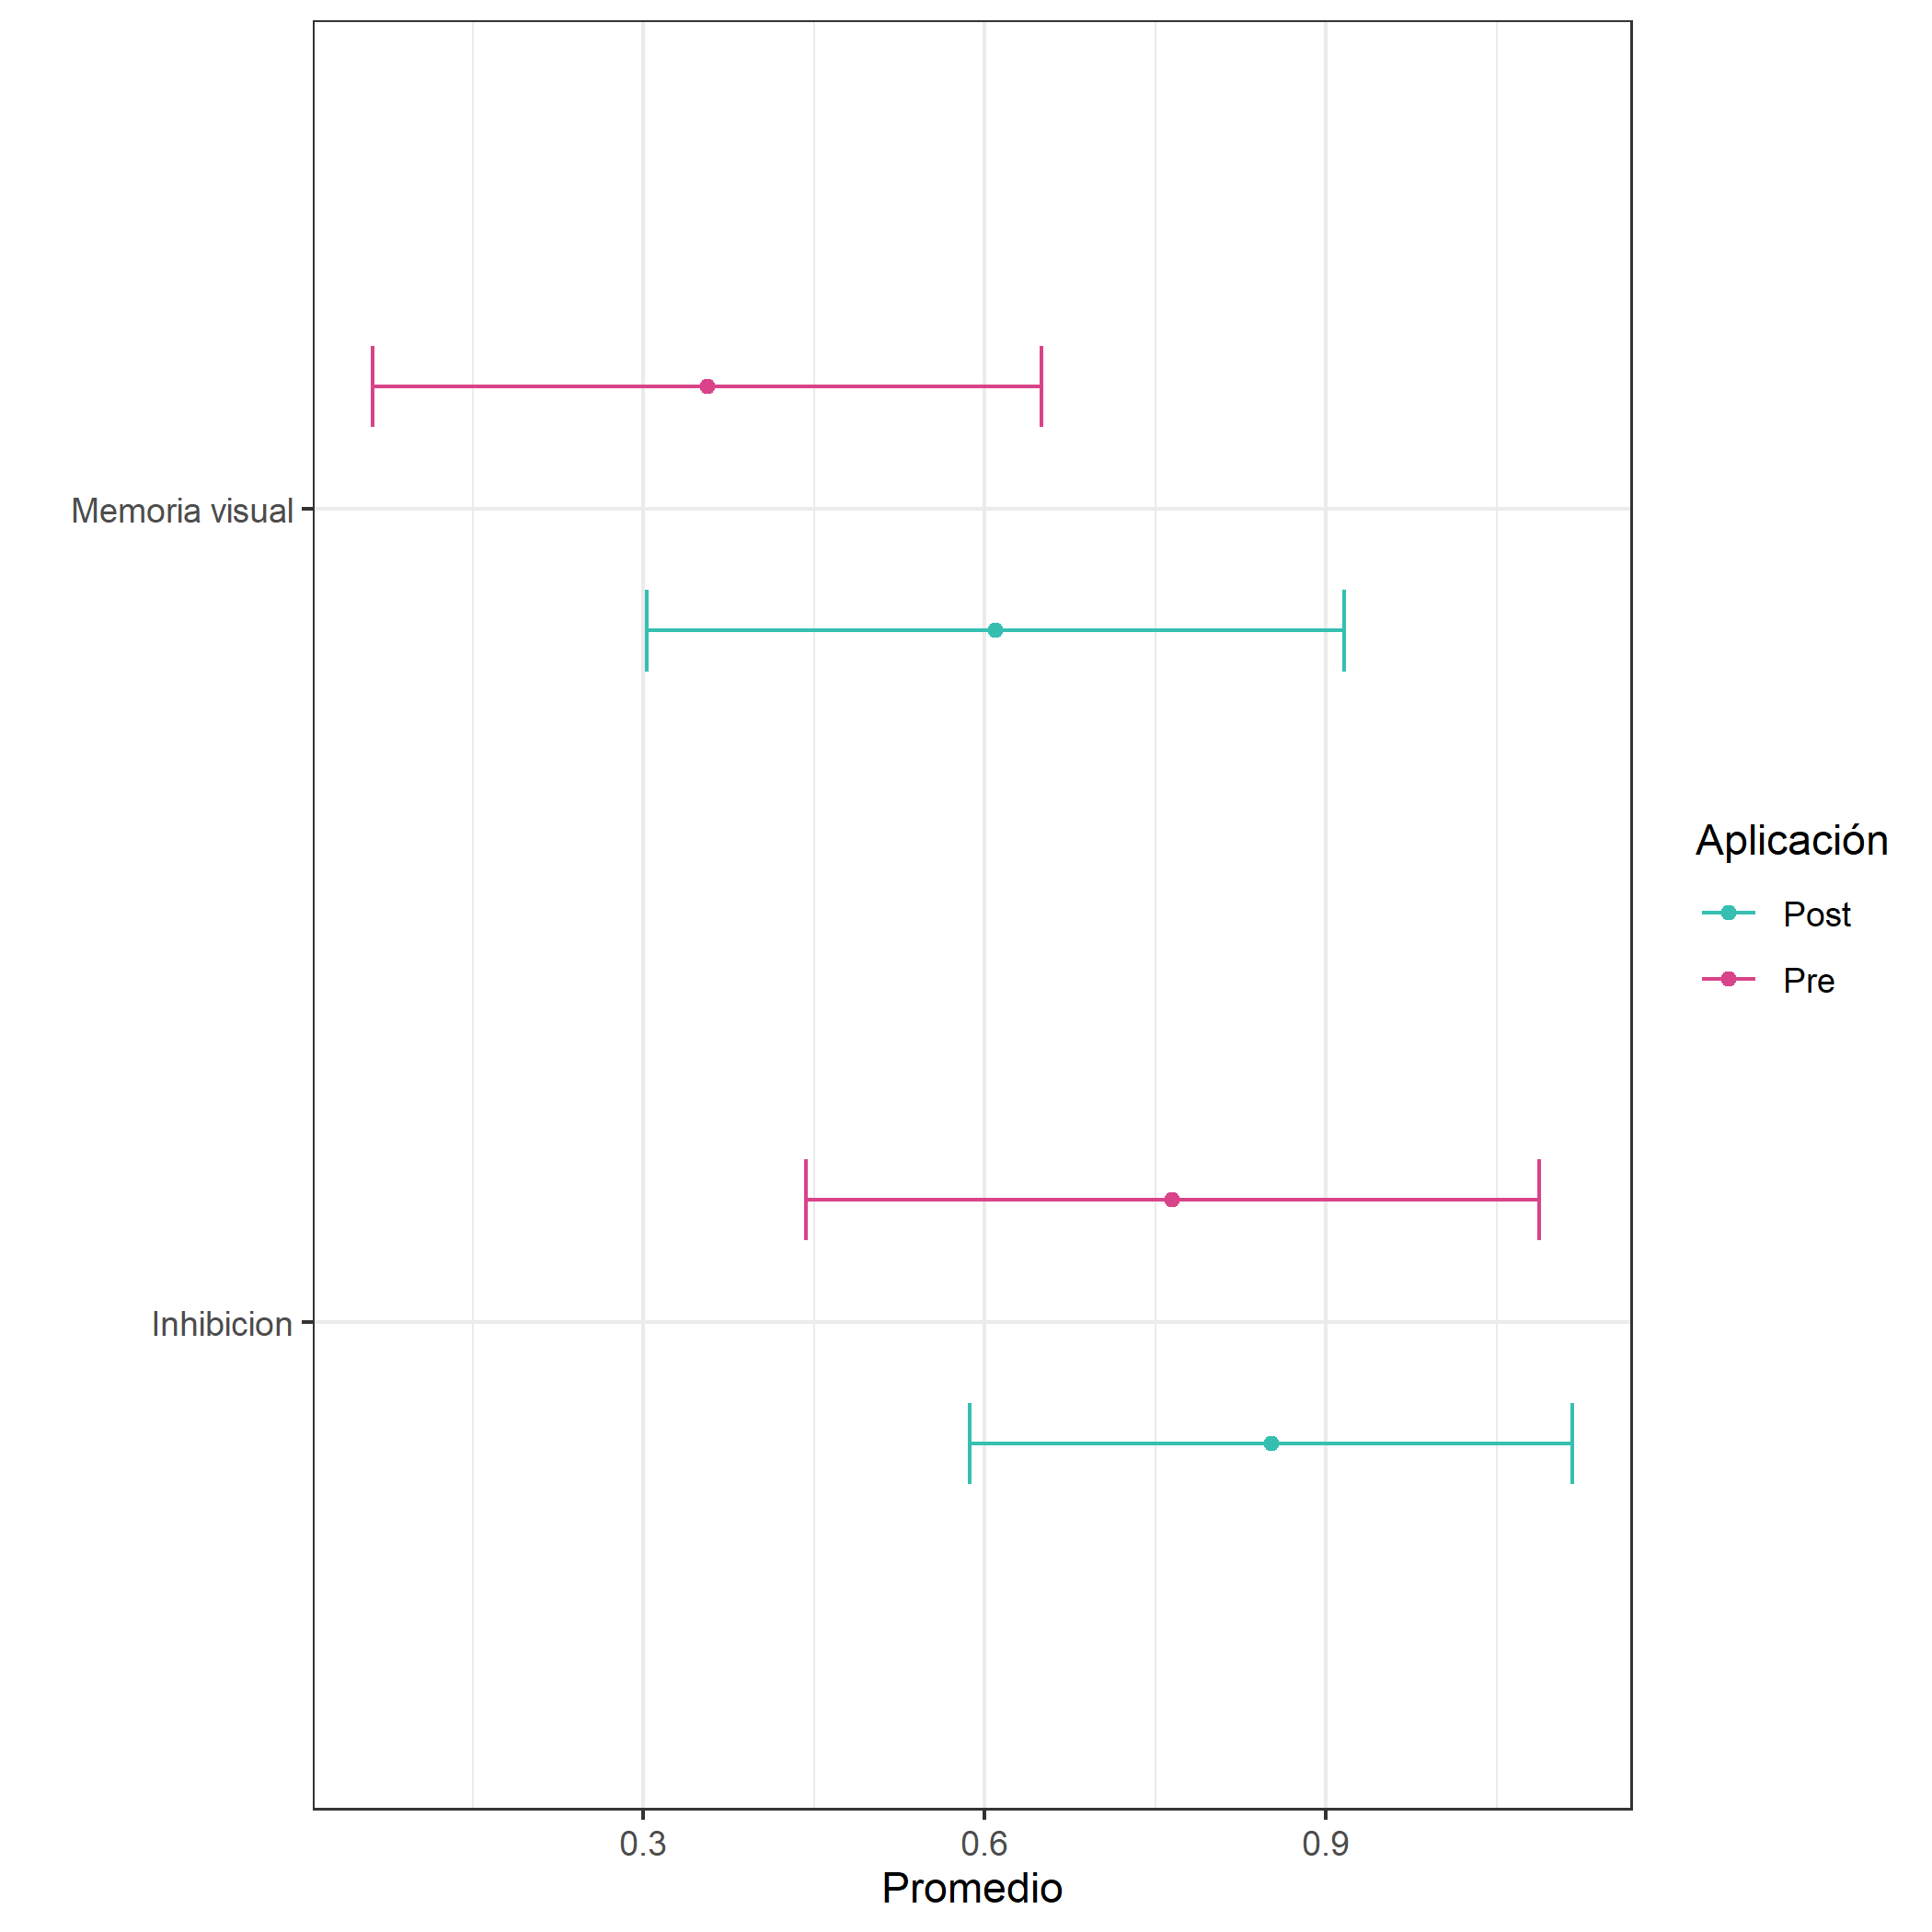 Memoria visual
Inhibicion
0.3 0.6 0.9
Promedio
Aplicación
Post
Pre